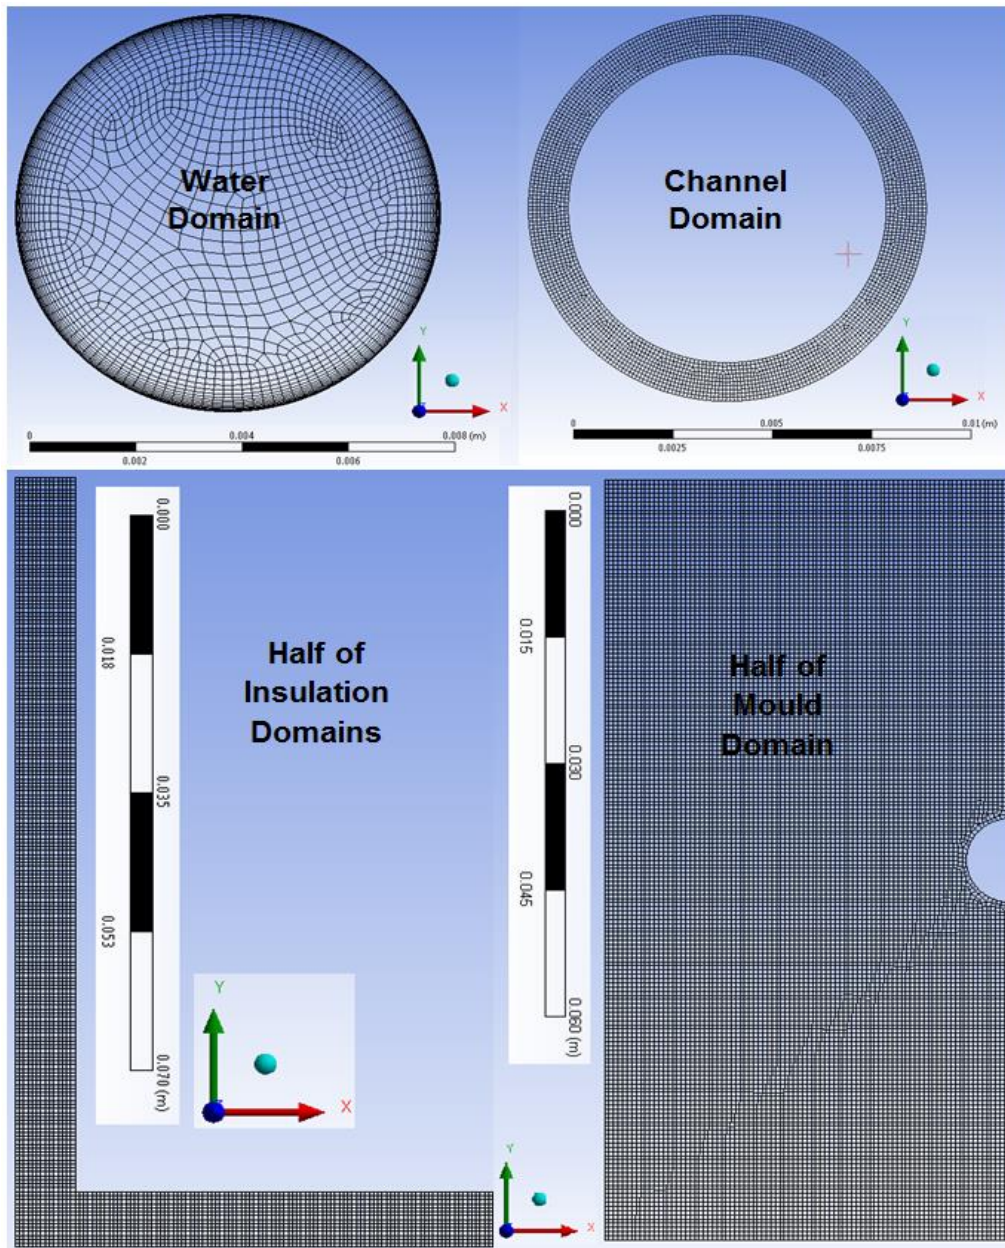 Water
Domain
Y
X
0
0.004
0.008 (m)
0.002
0.006
Channel
Domain
Y
X
0
0.005
0.01 (m)
0.0025
0.0075
0.000
0.018
0.035
0.053
0.070 (m)
Half of
Insulation
Domains
Y
X
0.000
0.015
0.030
0.045
0.060 (m)
Half of
Mould
Domain
Y
X